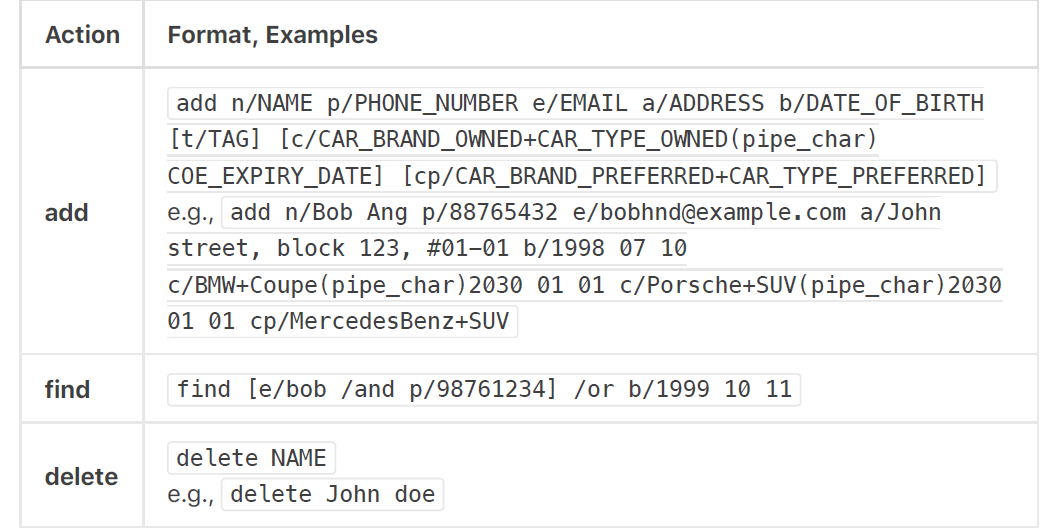 Action Format, Examples
add n/NAME p/PHONE_NUMBER e/EMAIL a/ADDRESS b/DATE_OF_BIRTH
[t/TAG] [c/CAR_BRAND_OWNED+CAR_TYPE_OWNED(pipe_char)
COE_EXPIRY_DATE] [cp/CAR_BRAND_PREFERRED+CAR_TYPE_PREFERRED]
add e.g., add n/Bob Ang p/88765432 e/bobhnd@example.com a/John
street, block 123, #01-01 b/1998 07 10
c/BMW+Coupe(pipe_char)2030 01 01 c/Porsche+SUV(pipe_char)2030
01 01 cp/MercedesBenz+SUV
find find [e/bob /and p/98761234] /or b/1999 10 11
delete NAME
delete e.g., delete John doe